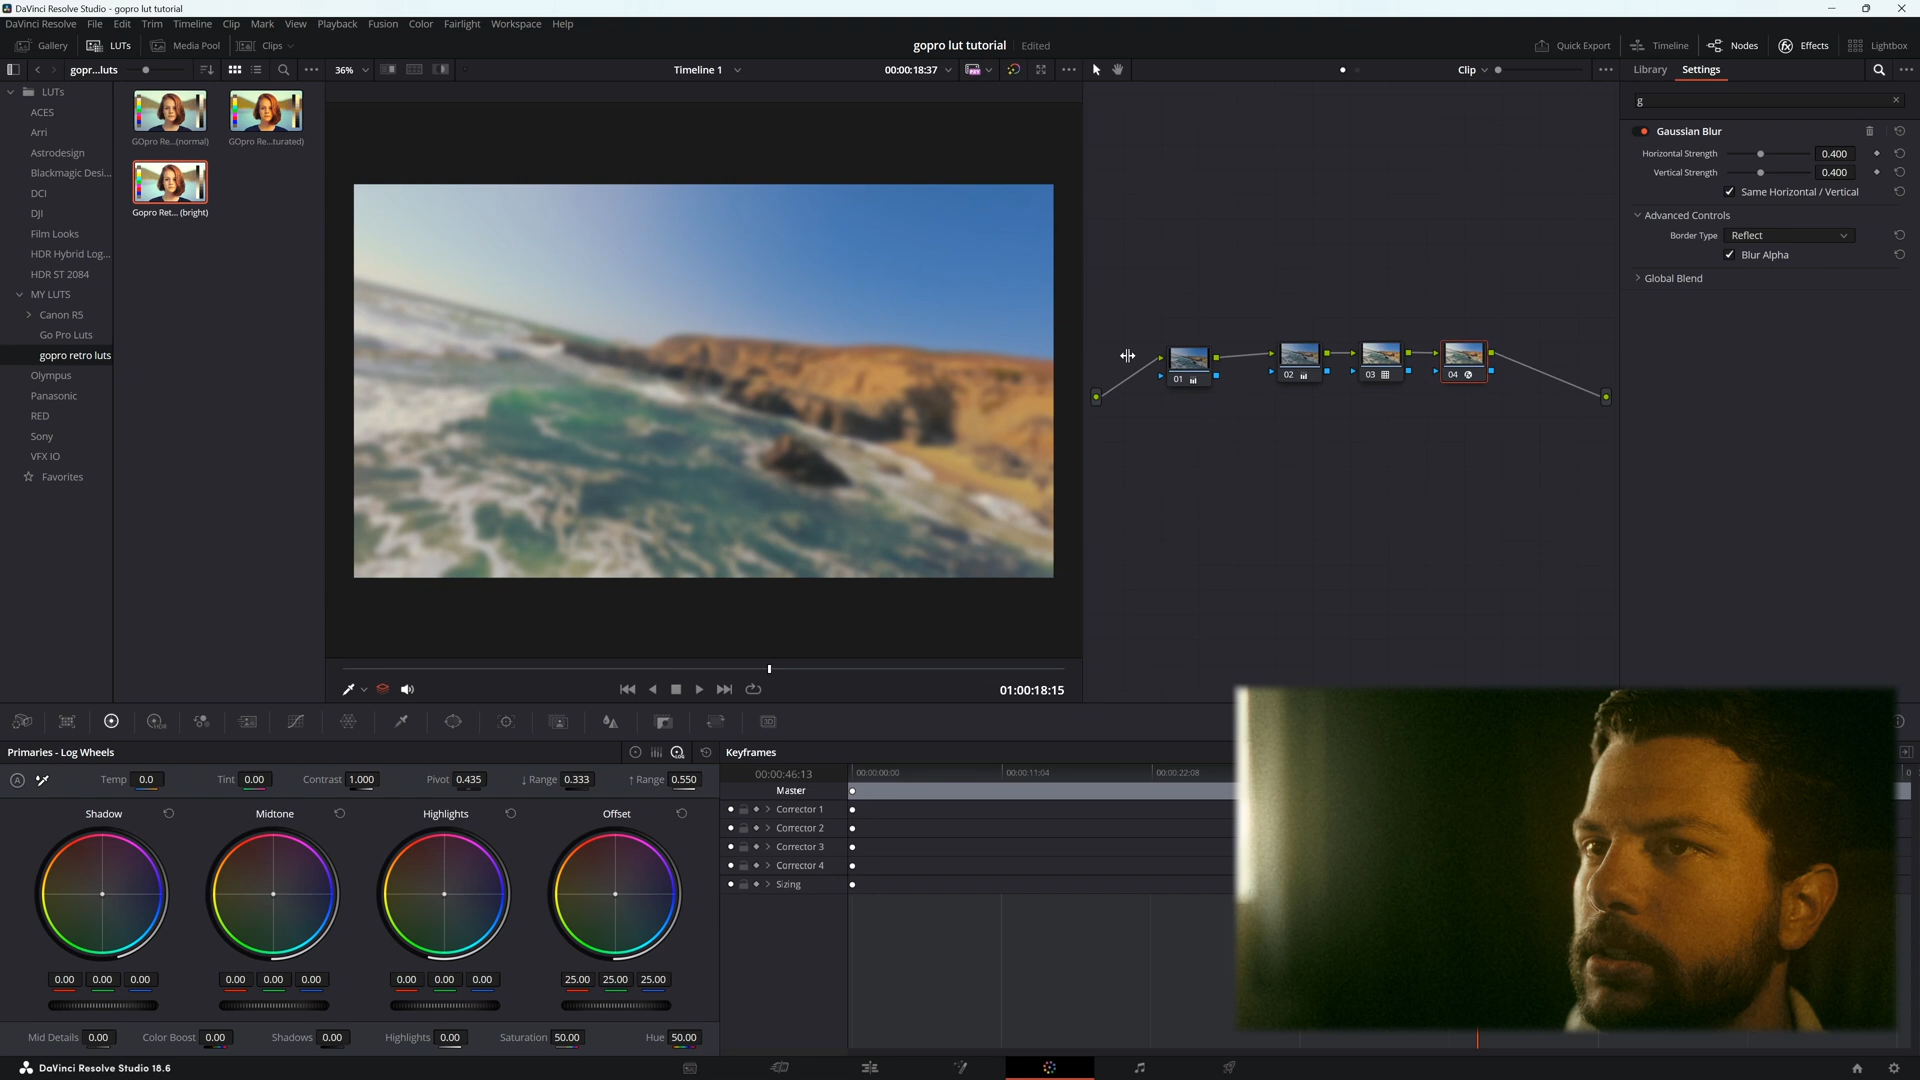 DaVinci Resolve Studio - gopro lut tutorial
DaVinci Resolve File Edit Trim Timeline Clip Mark View Playback Fusion Color Fairlight Workspace Help
Gallery LUTs Media Pool Clips gopro lut tutorial Edited Quick Export Timeline Nodes Effects Lightbox
gopr...luts 36% Timeline 1 00:00:18:37 Clip Library Settings
LUTs
ACES
Arri
Astrodesign
Blackmagic Desi...
DCI
DJI
Film Looks
HDR Hybrid Log...
HDR ST 2084
MY LUTS
Canon R5
Go Pro Luts
gopro retro luts
Olympus
Panasonic
RED
Sony
VFX IO
Favorites
GOpro Re...(normal) GOpro Re...turated)
Gopro Ret... (bright)
01 02 03 04
g
Gaussian Blur
Horizontal Strength 0.400
Vertical Strength 0.400
Same Horizontal / Vertical
Advanced Controls
Border Type Reflect
Blur Alpha
Global Blend
01:00:18:15
HDR
3D
Primaries - Log Wheels
A Temp 0.0 Tint 0.00 Contrast 1.000 Pivot 0.435 ↓ Range 0.333 ↑ Range 0.550
Shadow Midtone Highlights Offset
0.00 0.00 0.00 0.00 0.00 0.00 0.00 0.00 0.00 25.00 25.00 25.00
Mid Details 0.00 Color Boost 0.00 Shadows 0.00 Highlights 0.00 Saturation 50.00 Hue 50.00
Keyframes
00:00:46:13 00:00:00:00 00:00:11:04 00:00:22:08
Master
Corrector 1
Corrector 2
Corrector 3
Corrector 4
Sizing
DaVinci Resolve Studio 18.6